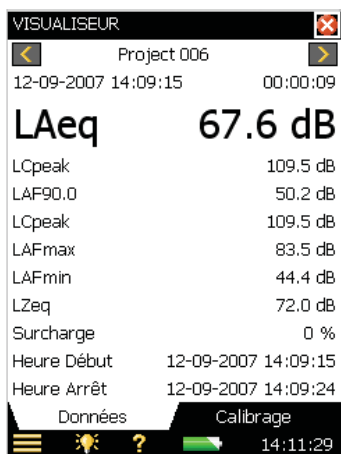 VISUALISEUR
Project 006
12-09-2007 14:09:15 00:00:09
LAeq 67.6 dB
LCpeak 109.5 dB
LAF90.0 50.2 dB
LCpeak 109.5 dB
LAFmax 83.5 dB
LAFmin 44.4 dB
LZeq 72.0 dB
Surcharge 0 %
Heure Début 12-09-2007 14:09:15
Heure Arrêt 12-09-2007 14:09:24
Données Calibrage
? 14:11:29